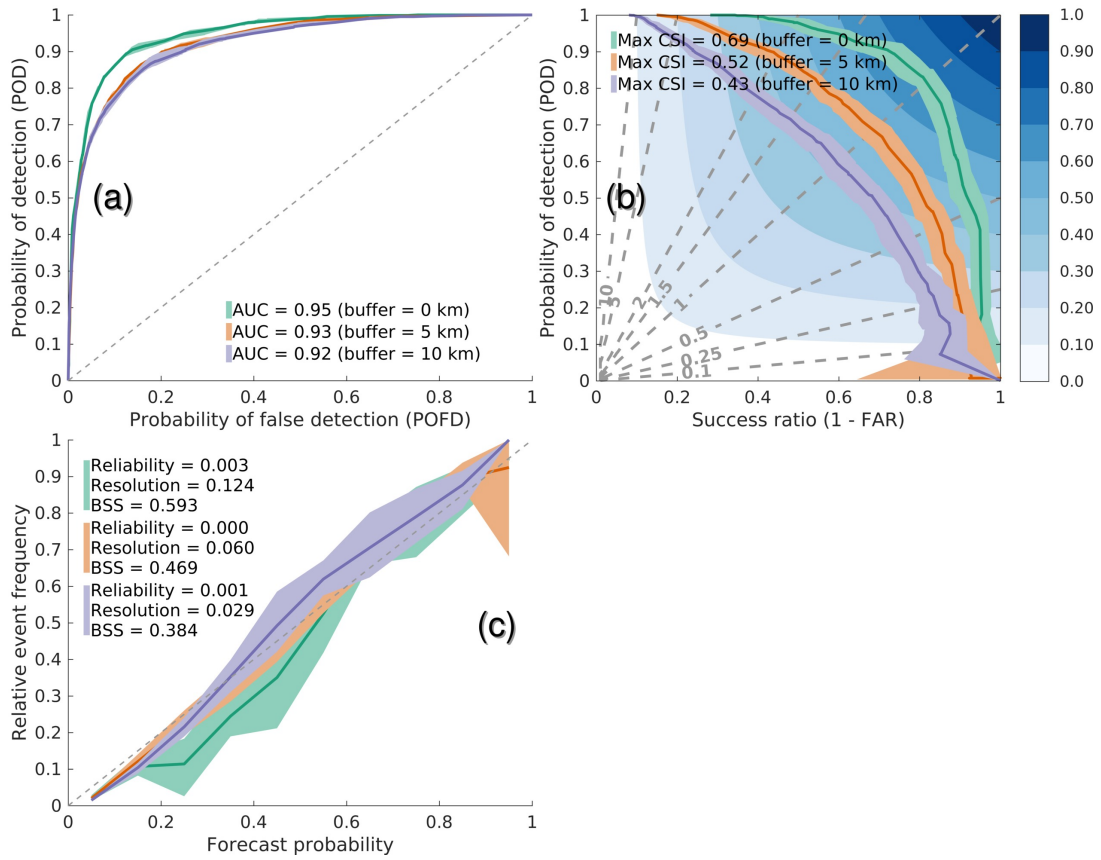 1
0.9
0.8
0.7
0.6
0.5
0.4
0.3
0.2
0.1
0
Probability of detection (POD)
(a)
AUC = 0.95 (buffer = 0 km)
AUC = 0.93 (buffer = 5 km)
AUC = 0.92 (buffer = 10 km)
0 0.2 0.4 0.6 0.8 1
Probability of false detection (POFD)
1
0.9
0.8
0.7
0.6
0.5
0.4
0.3
0.2
0.1
0
Probability of detection (POD)
Max CSI = 0.69 (buffer = 0 km)
Max CSI = 0.52 (buffer = 5 km)
Max CSI = 0.43 (buffer = 10 km)
(b)
10
5
2
1.5
1
0.5
0.25
0.1
0 0.2 0.4 0.6 0.8 1
Success ratio (1 - FAR)
1.0
0.90
0.80
0.70
0.60
0.50
0.40
0.30
0.20
0.10
0.0
1
0.9
0.8
0.7
0.6
0.5
0.4
0.3
0.2
0.1
0
Relative event frequency
Reliability = 0.003
Resolution = 0.124
BSS = 0.593
Reliability = 0.000
Resolution = 0.060
BSS = 0.469
Reliability = 0.001
Resolution = 0.029
BSS = 0.384
(c)
0 0.2 0.4 0.6 0.8 1
Forecast probability